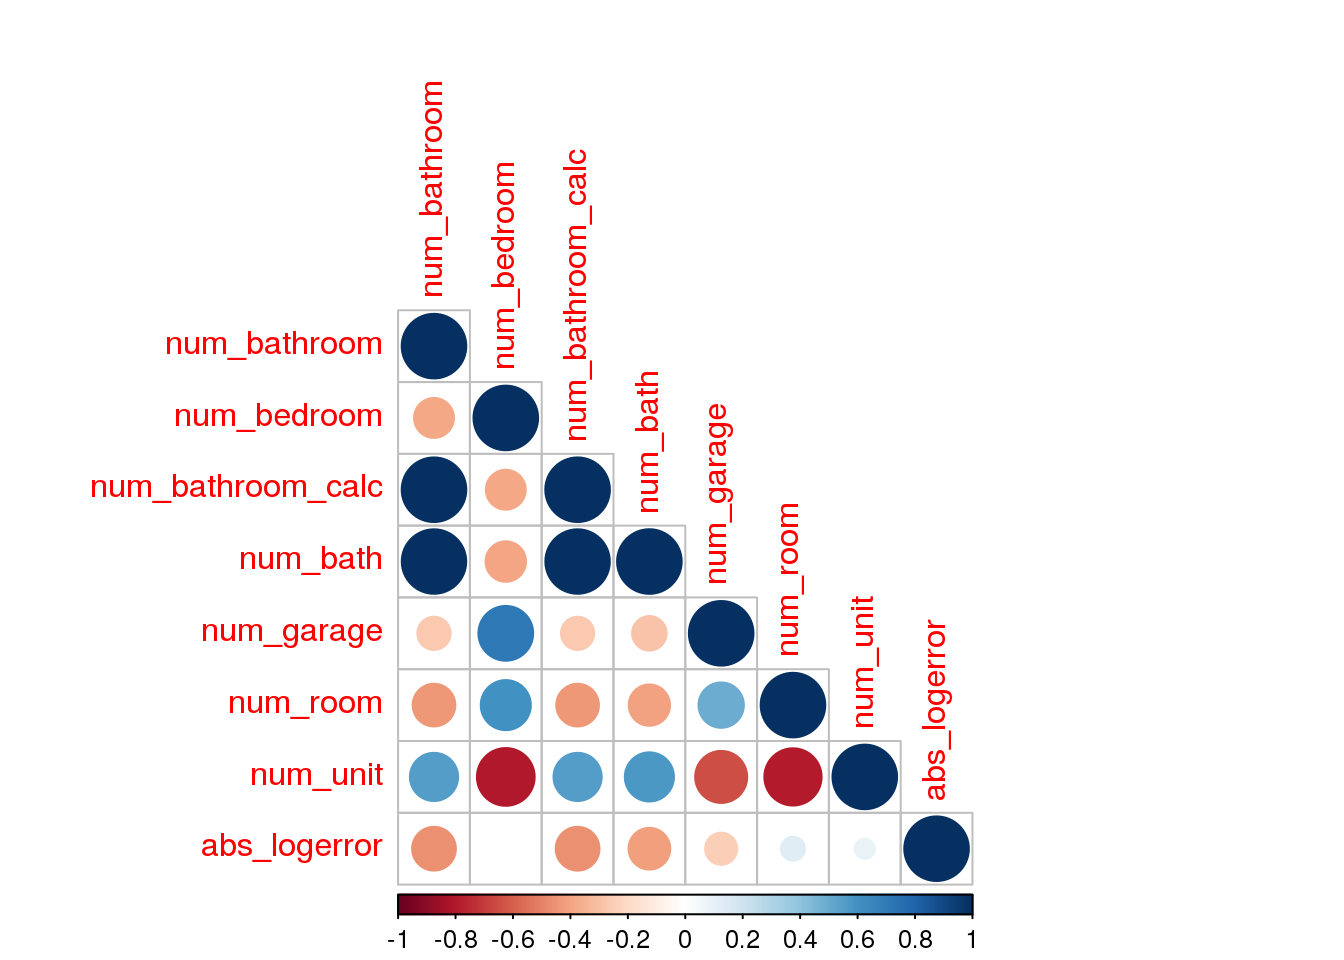 num_bathroom
num_bedroom
num_bathroom_calc
num_bath
num_garage
num_room
num_unit
abs_logerror
num_bathroom
num_bedroom
num_bathroom_calc
num_bath
num_garage
num_room
num_unit
abs_logerror
-1 -0.8 -0.6 -0.4 -0.2 0 0.2 0.4 0.6 0.8 1